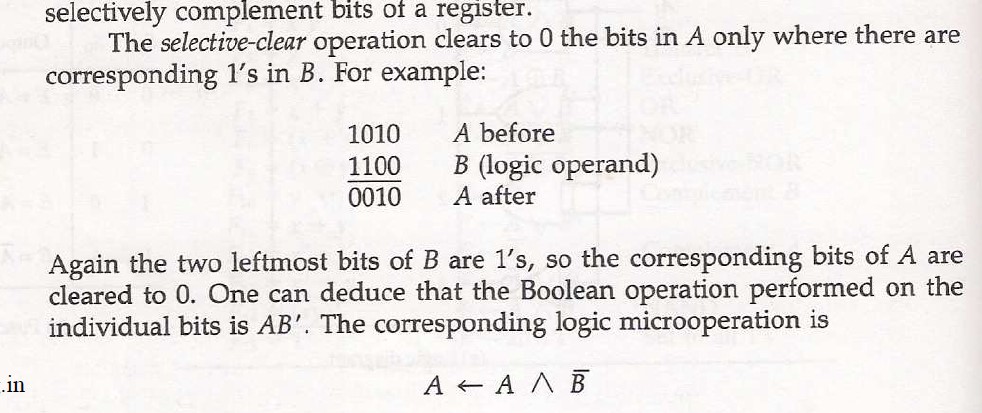 selectively complement bits of a register.
The selective-clear operation clears to 0 the bits in A only where there are
corresponding 1's in B. For example:
1010 A before
1100 B (logic operand)
0010 A after
Again the two leftmost bits of B are 1's, so the corresponding bits of A are
cleared to 0. One can deduce that the Boolean operation performed on the
individual bits is AB'. The corresponding logic microoperation is
.in
A ← A ∧ B̅